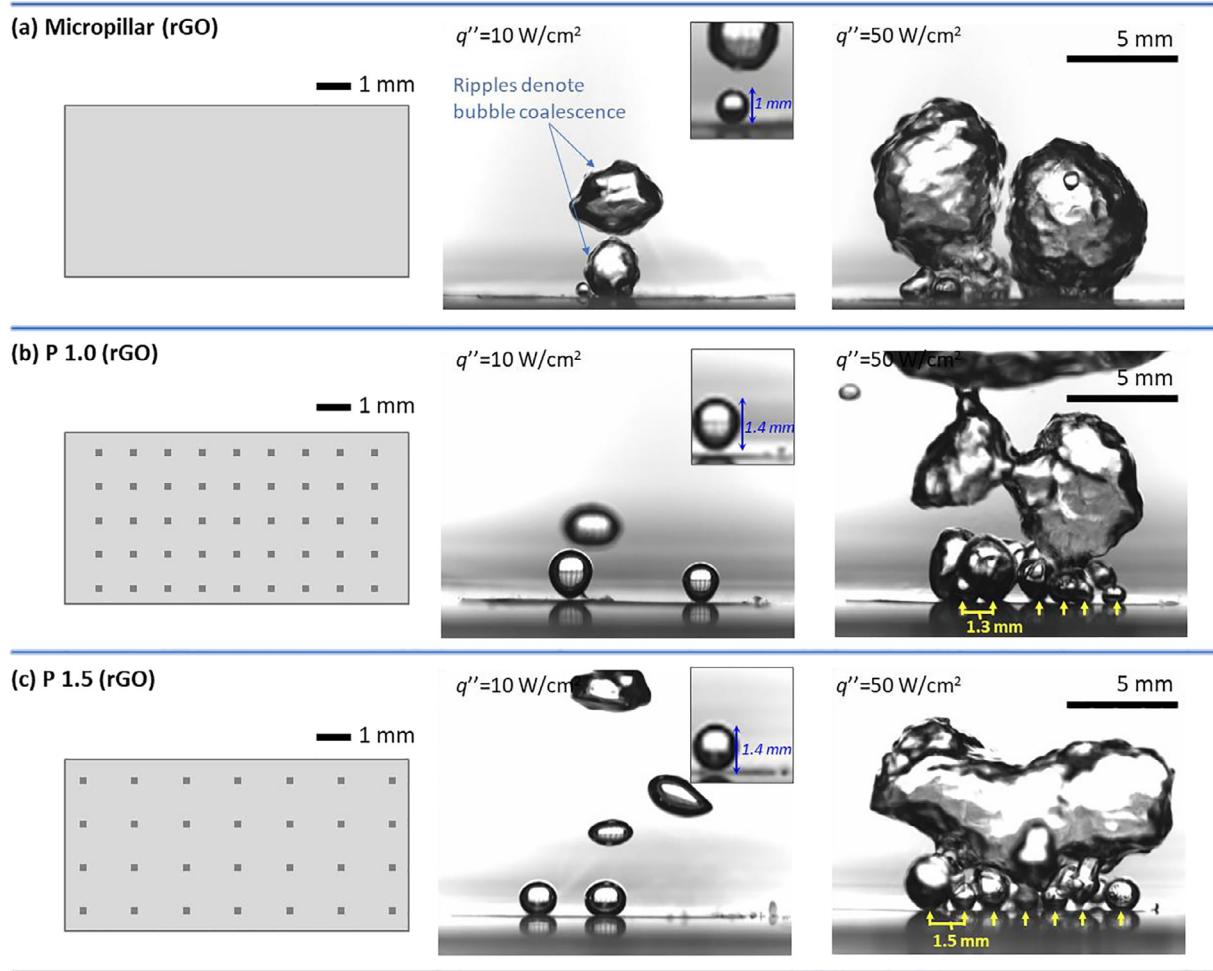 (a) Micropillar (rGO)
1 mm
q’’=10 W/cm²
Ripples denote
bubble coalescence
1 mm
q’’=50 W/cm²
5 mm
(b) P 1.0 (rGO)
1 mm
q’’=10 W/cm²
1.4 mm
q’’=50 W/cm²
5 mm
1.3 mm
(c) P 1.5 (rGO)
1 mm
q’’=10 W/cm²
1.4 mm
q’’=50 W/cm²
5 mm
1.5 mm